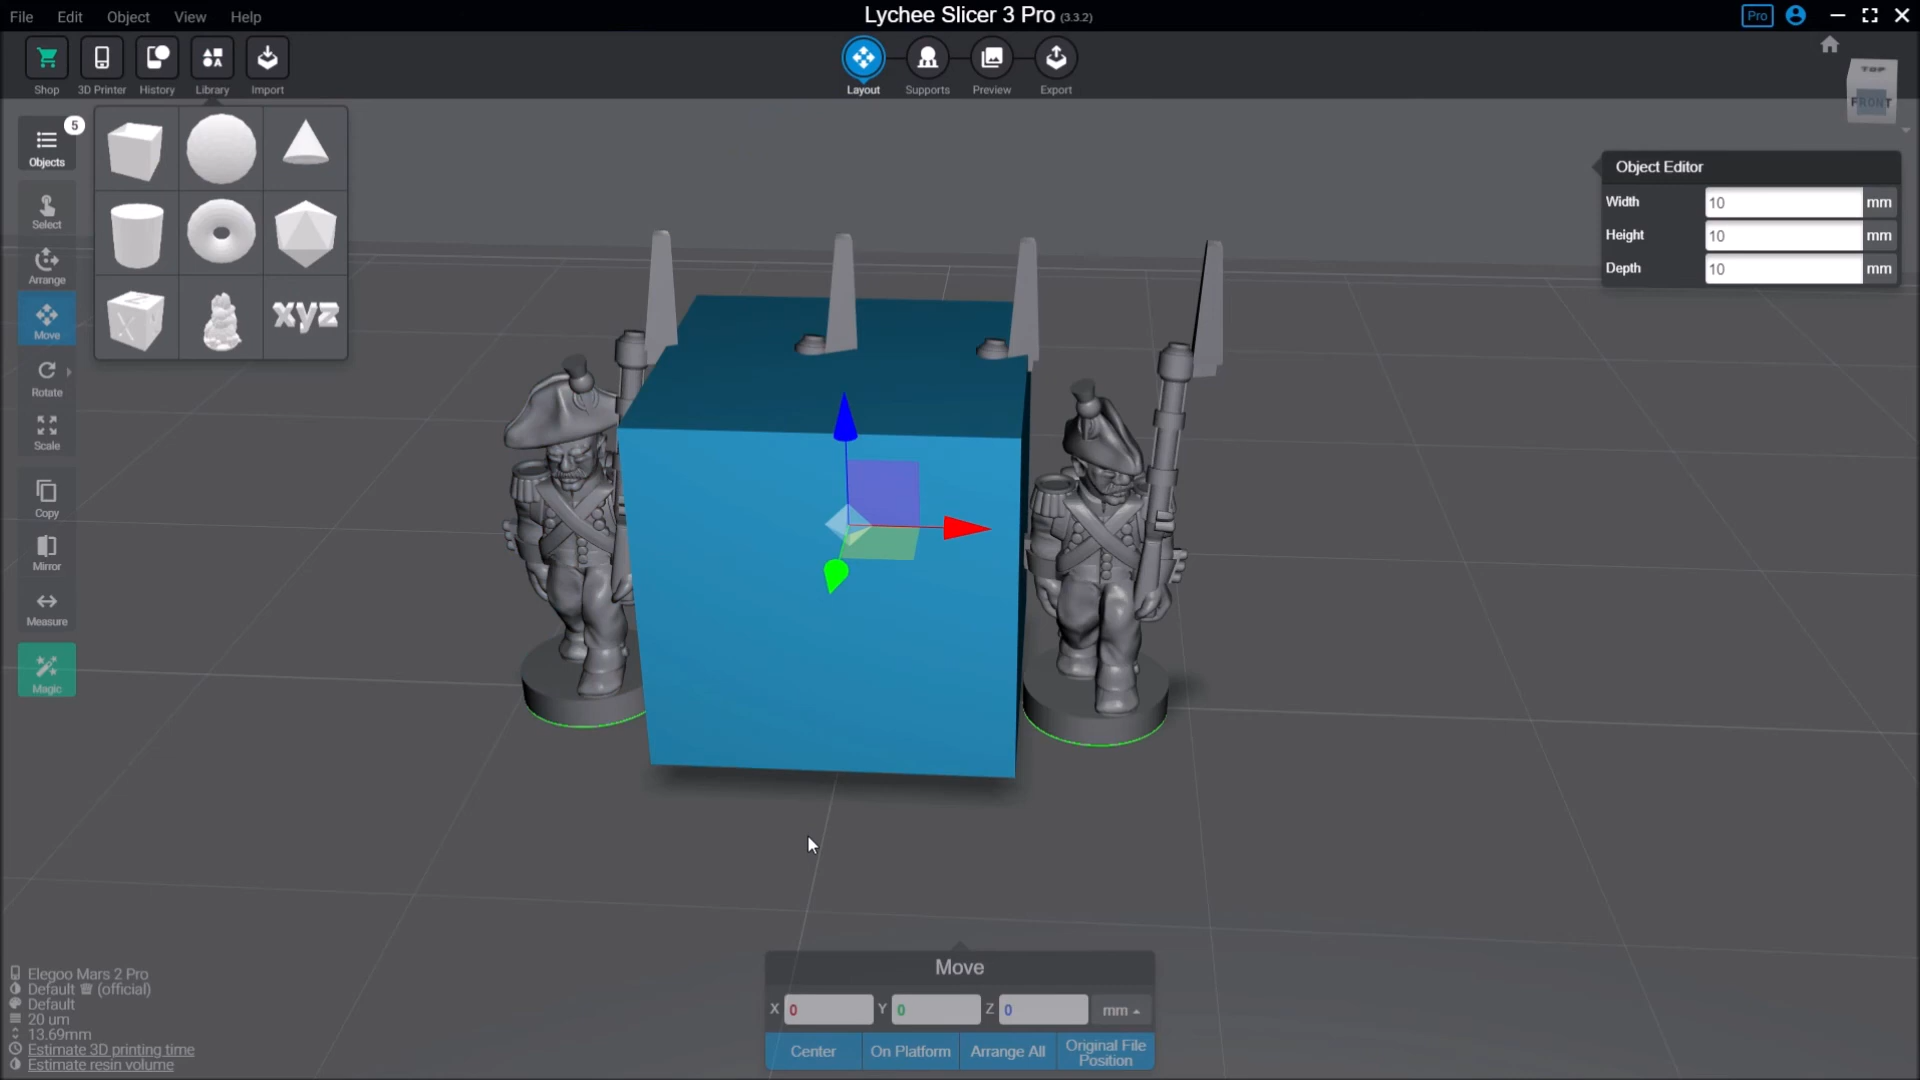 File Edit Object View Help
Lychee Slicer 3 Pro (3.3.2)
Pro
Shop 3D Printer History Library Import
Layout Supports Preview Export
TOP
FRONT
5
Objects
Select
Arrange
Move
Rotate
Scale
Copy
Mirror
Measure
Magic
Z
X
xyz
Object Editor
Width 10 mm
Height 10 mm
Depth 10 mm
Elegoo Mars 2 Pro
Default (official)
Default
20 um
13.69mm
Estimate 3D printing time
Estimate resin volume
Move
X 0 Y 0 Z 0 mm
Center On Platform Arrange All Original File Position